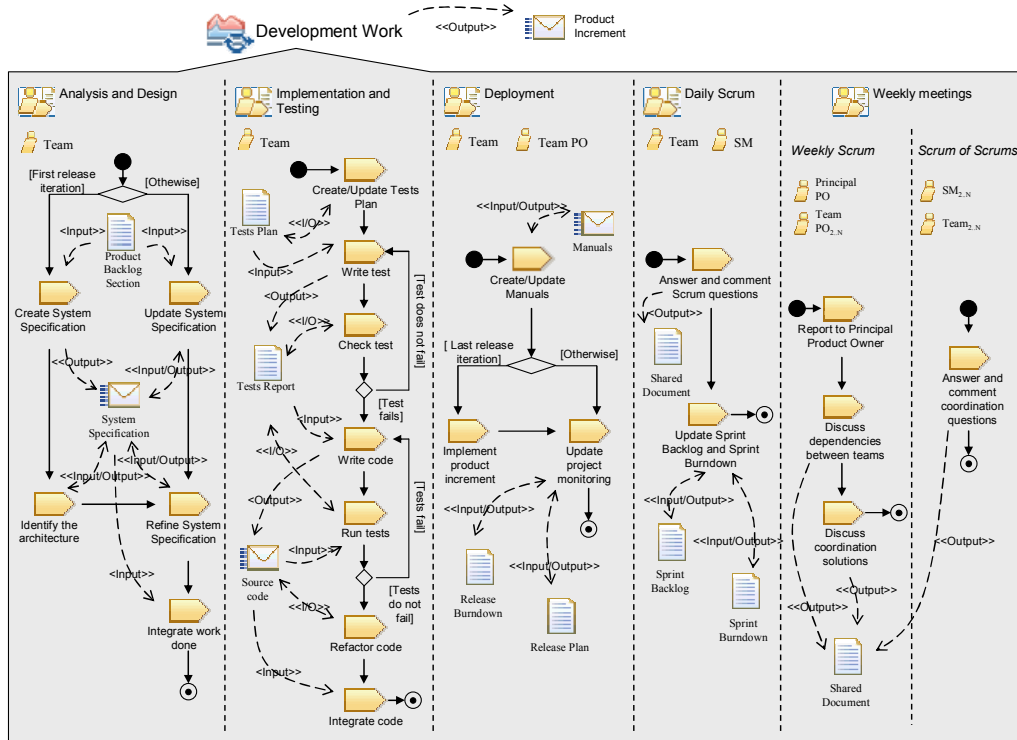 Development Work
<<Output>>
Product
Increment
Analysis and Design
Team
[First release
iteration]
[Othewise]
<Input>>
<Input>>
Product
Backlog
Section
Create System
Specification
Update System
Specification
<<Output>>
<<Input/Output>>
System
Specification
<<Input/Output>>
<<Input/Output>>
Identify the
architecture
Refine System
Specification
<Input>>
Integrate work
done
Implementation and
Testing
Team
Create/Update Tests
Plan
Tests Plan
<<I/O>>
<Input>>
Write test
<Output>>
[Test does not fail]
<<I/O>>
Check test
Tests Report
[Test
fails]
<Input>>
Write code
<<I/O>>
<Output>>
[Tests fail]
Run tests
<Input>>
Source
code
[Tests
do not
fail]
<<I/O>>
Refactor code
<Input>>
Integrate code
Deployment
Team
Team PO
<<Input/Output>>
Manuals
Create/Update
Manuals
[ Last release
iteration]
[Otherwise]
Implement
product
increment
Update
project
monitoring
<<Input/Output>>
<<Input/Output>>
Release
Burndown
Release Plan
Daily Scrum
Team
SM
Answer and comment
Scrum questions
<<Output>>
Shared
Document
Update Sprint
Backlog and Sprint
Burndown
<<Input/Output>>
<<Input/Output>>
Sprint
Backlog
Sprint
Burndown
Weekly meetings
Weekly Scrum
Principal
PO
Team
PO2..N
Report to Principal
Product Owner
Discuss
dependencies
between teams
Discuss
coordination
solutions
<<Output>>
<<Output>>
Shared
Document
Scrum of Scrums
SM2..N
Team2..N
Answer and
comment
coordination
questions
<<Output>>